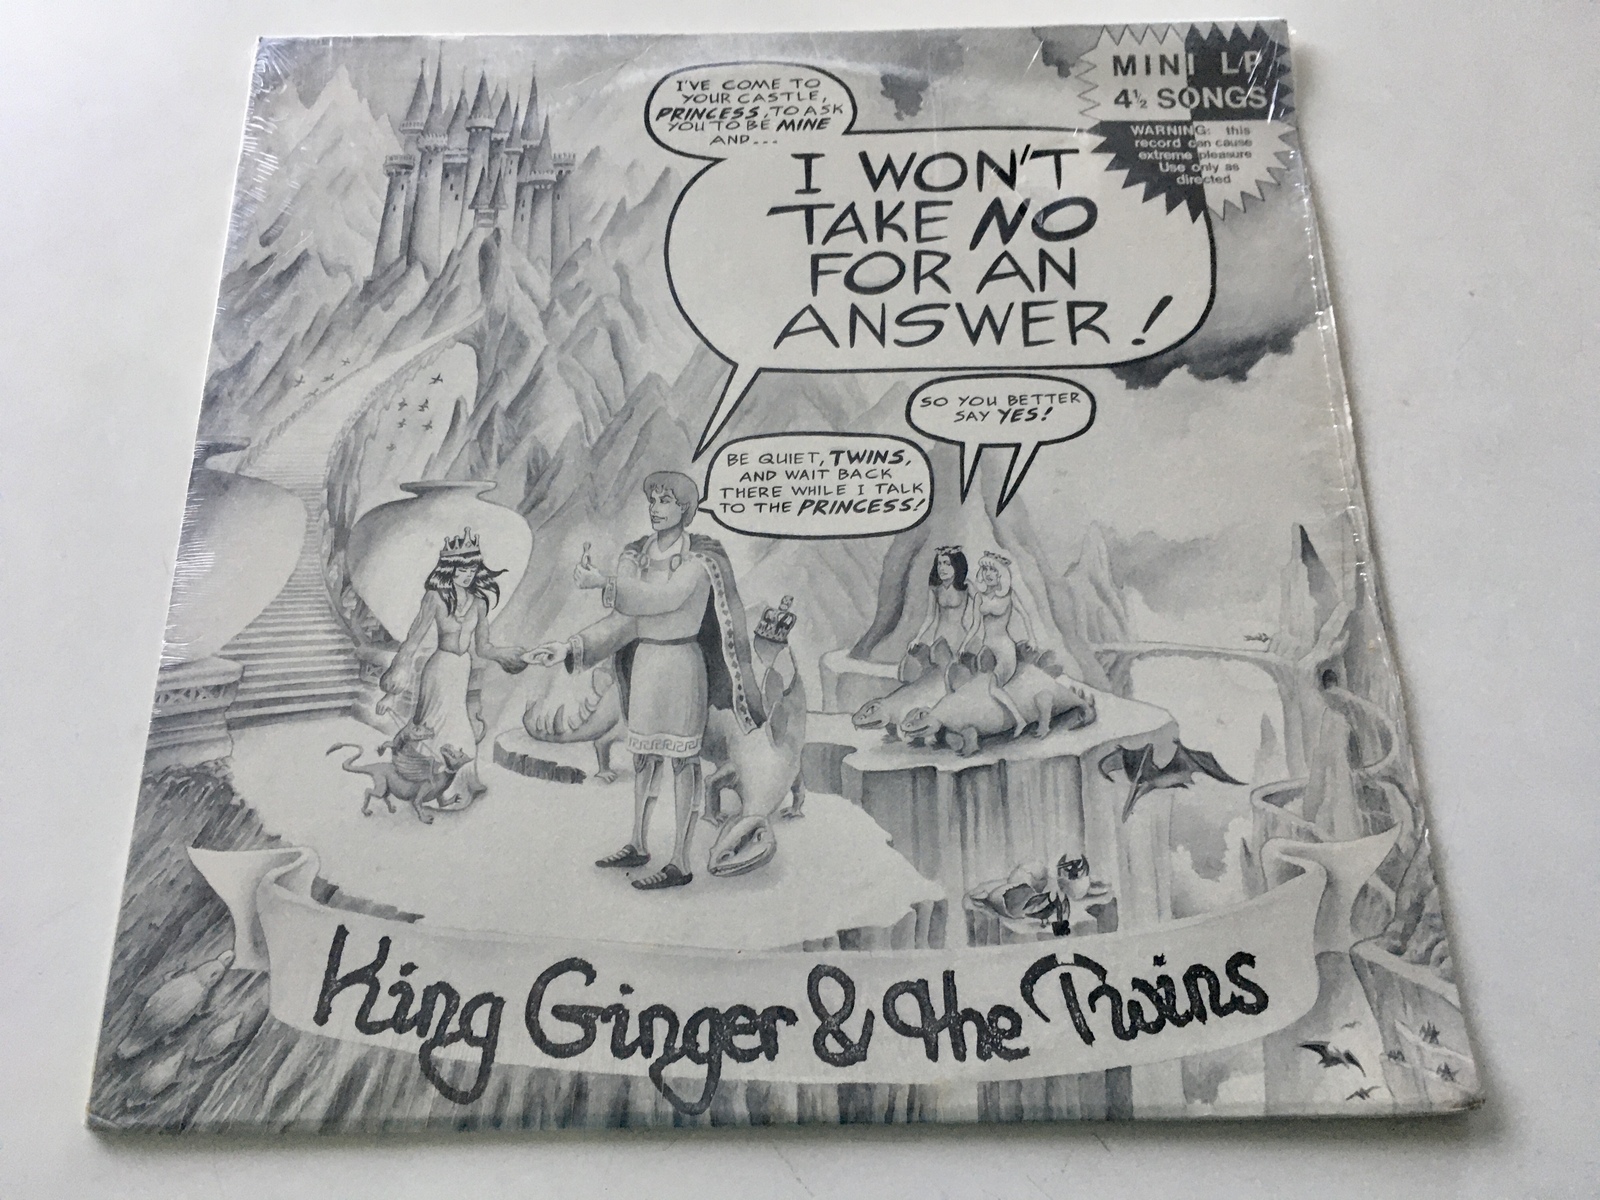 I'VE COME TO
YOUR CASTLE,
PRINCESS, TO ASK
YOU TO BE MINE
AND...
I WON'T
TAKE NO
FOR AN
ANSWER!
MINI LP
4½ SONGS
WARNING: this
record can cause
extreme pleasure
Use only as
directed
SO YOU BETTER
SAY YES!
BE QUIET, TWINS,
AND WAIT BACK
THERE WHILE I TALK
TO THE PRINCESS!
King Ginger & the Twins